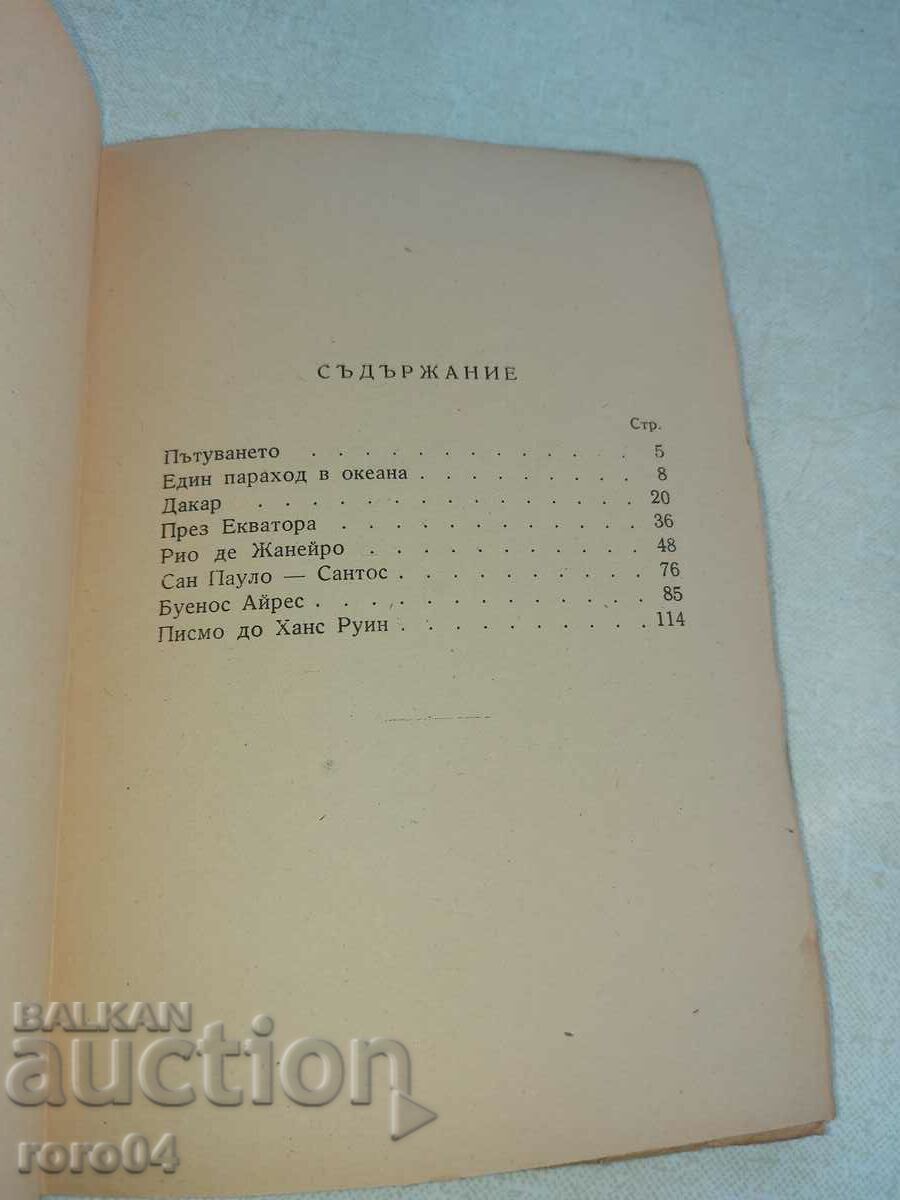 СЪДЪРЖАНИЕ
Стр.
Пътуването . . . . . . . . . . . . . 5
Един параход в океана . . . . . . . . . 8
Дакар . . . . . . . . . . . . . . . . 20
През Екватора . . . . . . . . . . . . 36
Рио де Жанейро . . . . . . . . . . . 48
Сан Пауло — Сантос . . . . . . . . . . 76
Буенос Айрес . . . . . . . . . . . . . 85
Писмо до Ханс Руин . . . . . . . . . . 114
BALKAN
auction
roro04